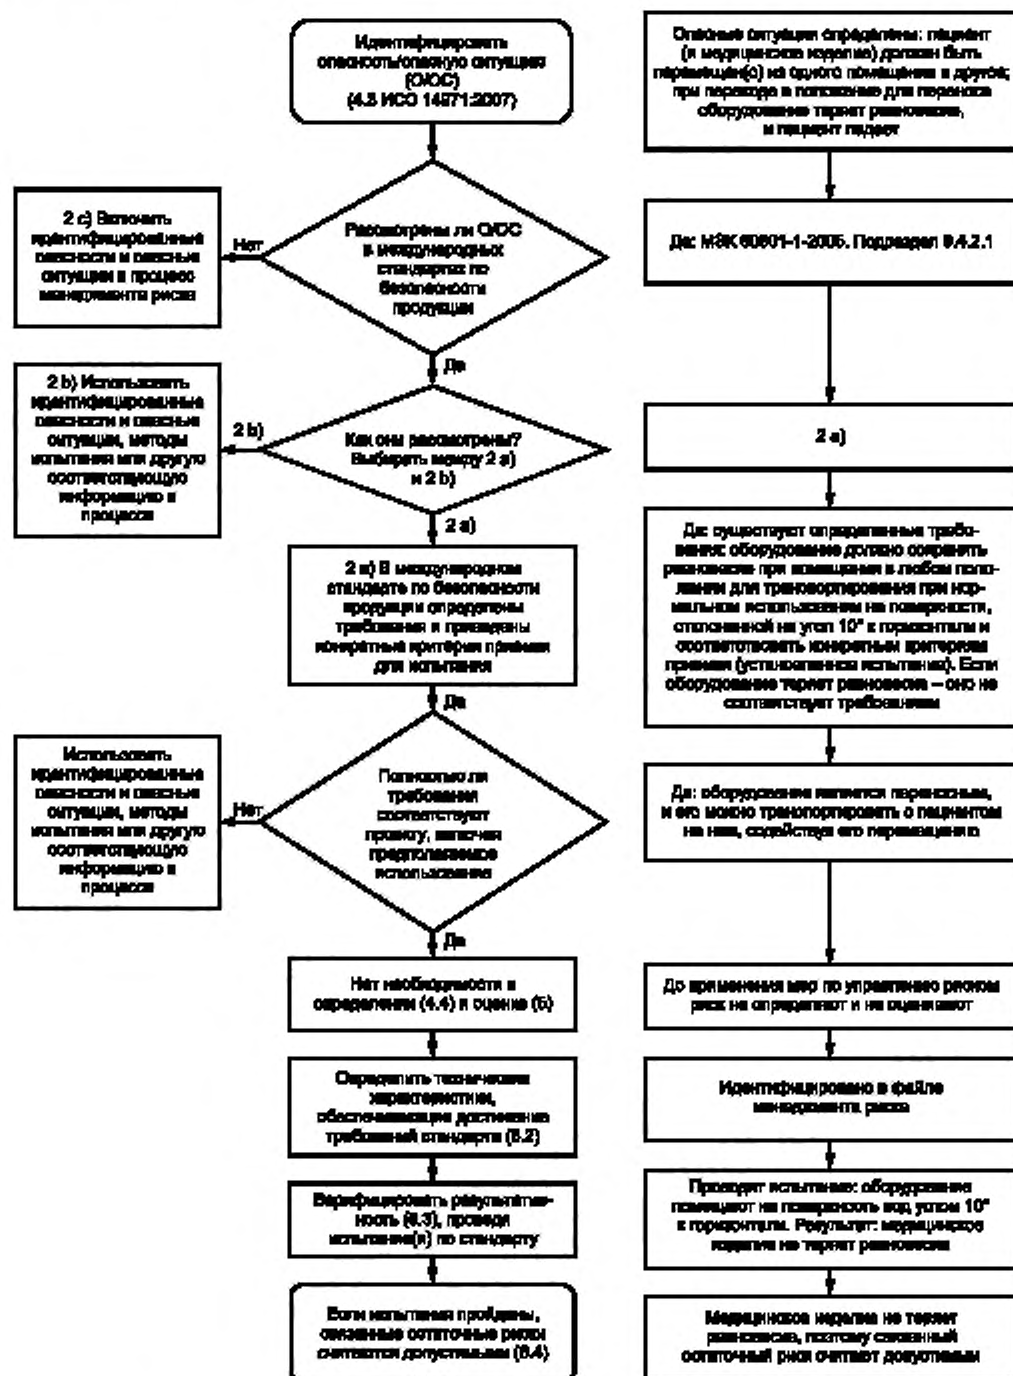 Идентифицировать
опасность/опасную ситуацию
(О/ОС)
(4.3 ИСО 14971:2007)
Рассмотрены ли О/ОС
в международных
стандартах по
безопасности
продукции
Нет
2 c) Включить
идентифицированные
опасности и опасные
ситуации в процесс
менеджмента риска
Да
Как они рассмотрены?
Выбирать между 2 a)
и 2 b)
2 b)
2 b) Использовать
идентифицированные
опасности и опасные
ситуации, методы
испытания или другую
соответствующую
информацию в
процессе
2 a)
2 a) В международном
стандарте по безопасности
продукции определены
требования и приведены
конкретные критерии приемки
для испытания
Да
Полностью ли
требования
соответствуют
проекту, включая
предполагаемое
использование
Нет
Использовать
идентифицированные
опасности и опасные
ситуации, методы
испытания или другую
соответствующую
информацию в
процессе
Да
Нет необходимости в
определении (4.4) и оценке (5)
Определить технические
характеристики,
обеспечивающие достижение
требований стандарта (6.2)
Верифицировать результатив-
ность (6.3), проведя
испытание(я) по стандарту
Если испытания пройдены,
связанные остаточные риски
считаются допустимыми (6.4)
Опасные ситуации определены: пациент
(и медицинское изделие) должен быть
перемещен(о) из одного помещения в другое;
при переходе в положение для переноса
оборудование теряет равновесие,
и пациент падает
Да: МЭК 60601-1-2005. Подраздел 9.4.2.1
2 a)
Да: существуют определенные требо-
вания: оборудование должно сохранять
равновесие при помещении в любое поло-
жение для транспортирования при нор-
мальном использовании на поверхности,
отклоненной на угол 10° к горизонтали и
соответствовать конкретным критериям
приемки (установленное испытание). Если
оборудование теряет равновесие – оно не
соответствует требованиям
Да: оборудование является переносным,
и его можно транспортировать с пациентом
на нем, содействуя его перемещению
До применения мер по управлению риском
риск не определяют и не оценивают
Идентифицировано в файле
менеджмента риска
Проводят испытание: оборудование
помещают на поверхность под углом 10°
к горизонтали. Результат: медицинское
изделие не теряет равновесие
Медицинское изделие не теряет
равновесие, поэтому связанный
остаточный риск считают допустимым